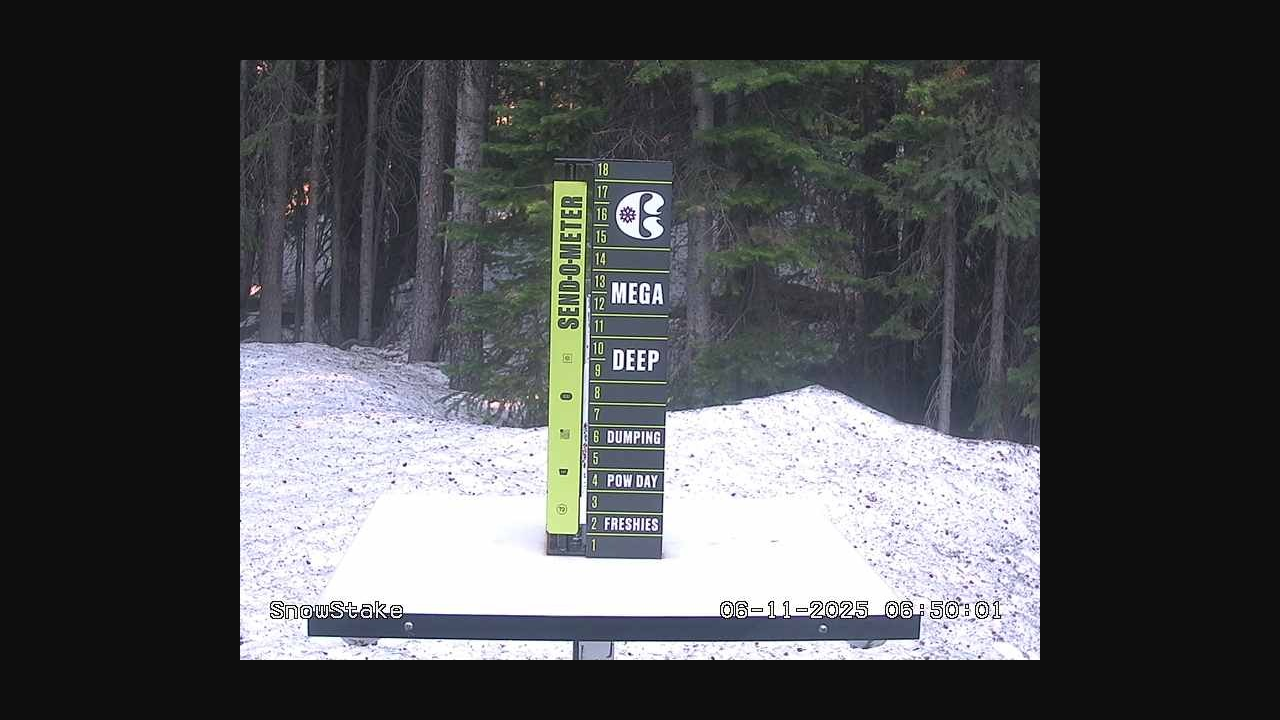 SEND-O-METER
18
17
16
15
14
13
12
MEGA
11
10
9
DEEP
8
7
6 DUMPING
5
4 POW DAY
3
2 FRESHIES
1
SnowStake
06-11-2025 06:50:01